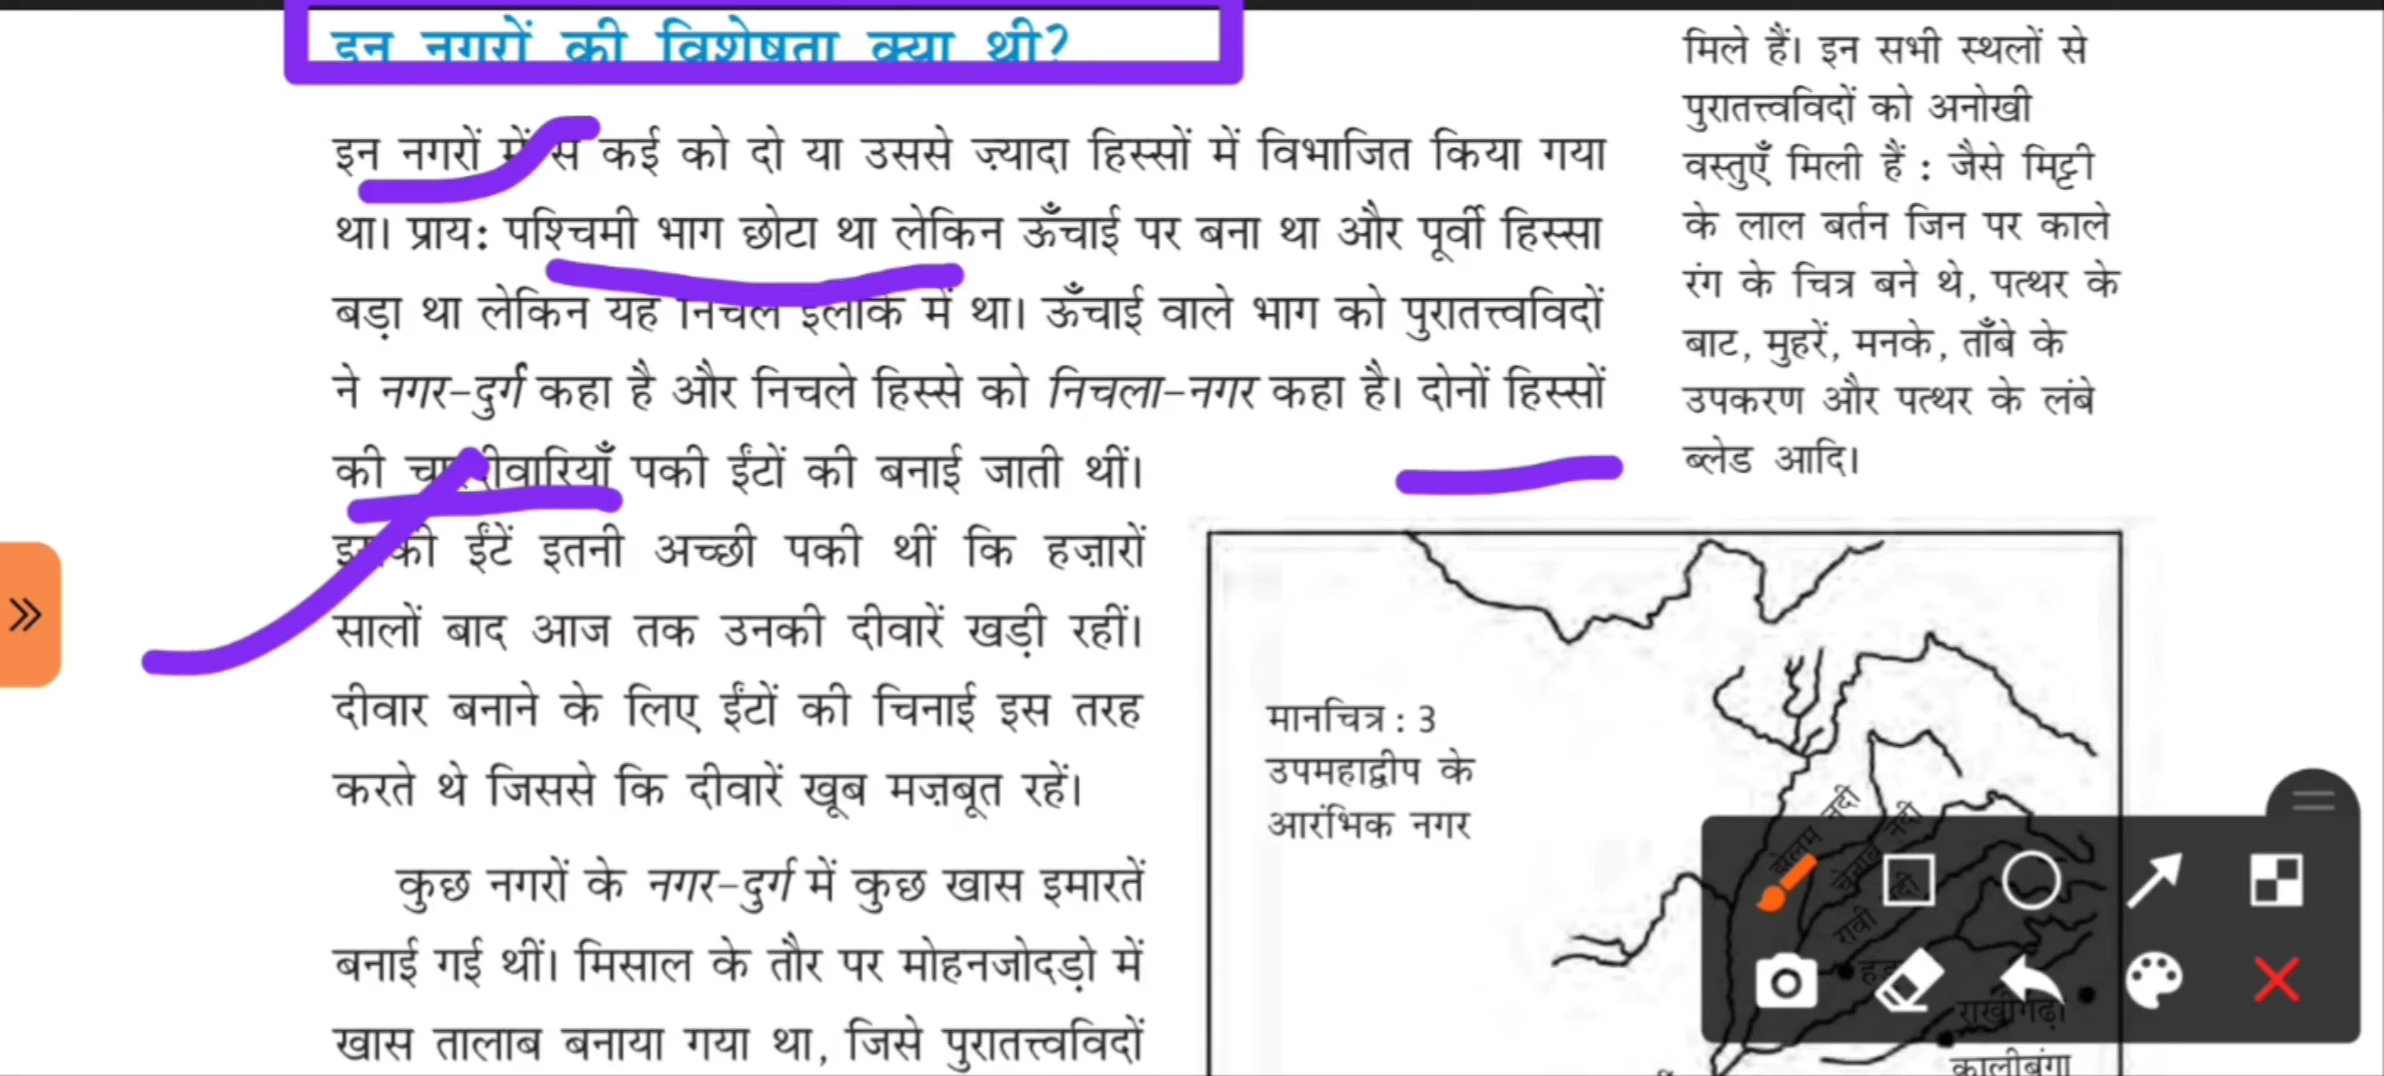 इन नगरों की विशेषता क्या थी?
इन नगरों में से कई को दो या उससे ज़्यादा हिस्सों में विभाजित किया गया
था। प्राय: पश्चिमी भाग छोटा था लेकिन ऊँचाई पर बना था और पूर्वी हिस्सा
बड़ा था लेकिन यह निचले इलाके में था। ऊँचाई वाले भाग को पुरातत्त्वविदों
ने नगर-दुर्ग कहा है और निचले हिस्से को निचला-नगर कहा है। दोनों हिस्सों
की चारदीवारियाँ पकी ईंटों की बनाई जाती थीं।
इसकी ईंटें इतनी अच्छी पकी थीं कि हज़ारों
सालों बाद आज तक उनकी दीवारें खड़ी रहीं।
दीवार बनाने के लिए ईंटों की चिनाई इस तरह
करते थे जिससे कि दीवारें खूब मज़बूत रहें।
कुछ नगरों के नगर-दुर्ग में कुछ खास इमारतें
बनाई गई थीं। मिसाल के तौर पर मोहनजोदड़ो में
खास तालाब बनाया गया था, जिसे पुरातत्त्वविदों
मिले हैं। इन सभी स्थलों से
पुरातत्त्वविदों को अनोखी
वस्तुएँ मिली हैं : जैसे मिट्टी
के लाल बर्तन जिन पर काले
रंग के चित्र बने थे, पत्थर के
बाट, मुहरें, मनके, ताँबे के
उपकरण और पत्थर के लंबे
ब्लेड आदि।
मानचित्र : 3
उपमहाद्वीप के
आरंभिक नगर
झेलम नदी
चेनाब नदी
रावी
राखीगढ़ी
कालीबंगा